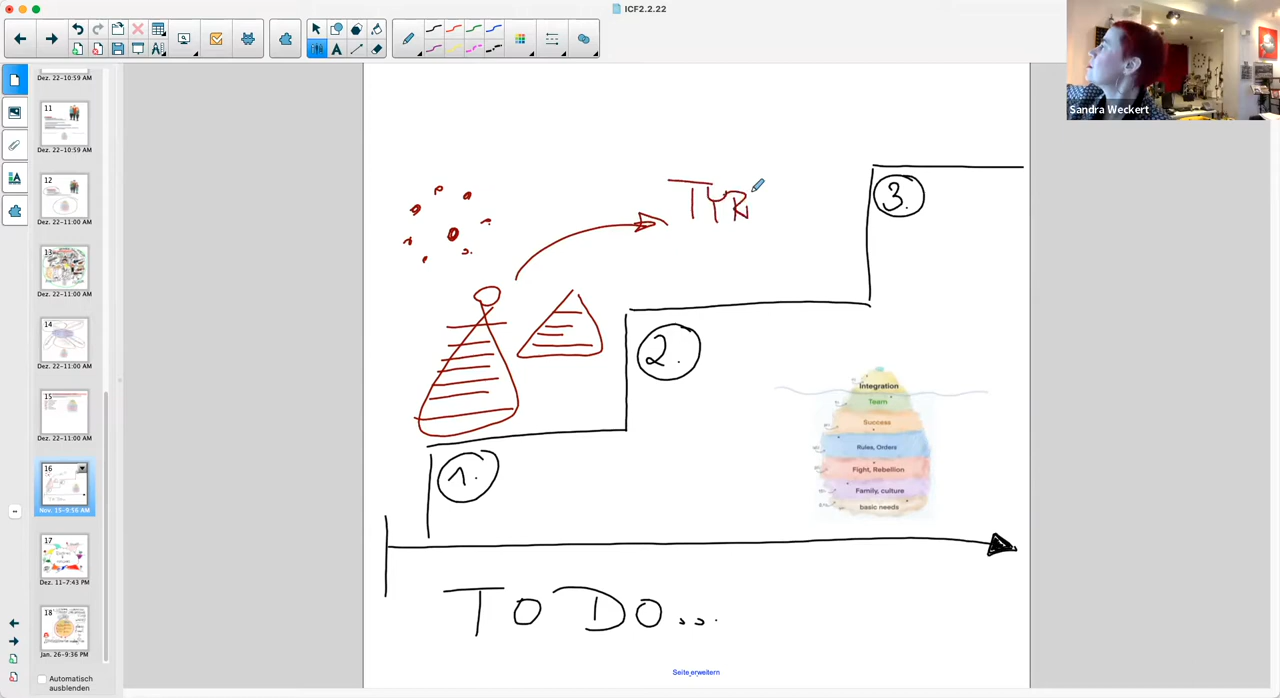 ICF2.2.22
Dez. 22-10:59 AM
11
Dez. 22-10:59 AM
12
Dez. 22-11:00 AM
13
Dez. 22-11:00 AM
14
Dez. 22-11:00 AM
15
Dez. 22-11:00 AM
16
Nov. 15-9:56 AM
17
Dez. 11-7:43 PM
18
Jan. 26-9:36 PM
Automatisch
ausblenden
Sandra Weckert
TYR
3.
2.
1.
Integration
Team
Success
Rules, Orders
Fight, Rebellion
Family, culture
basic needs
TO DO...
Seite erweitern